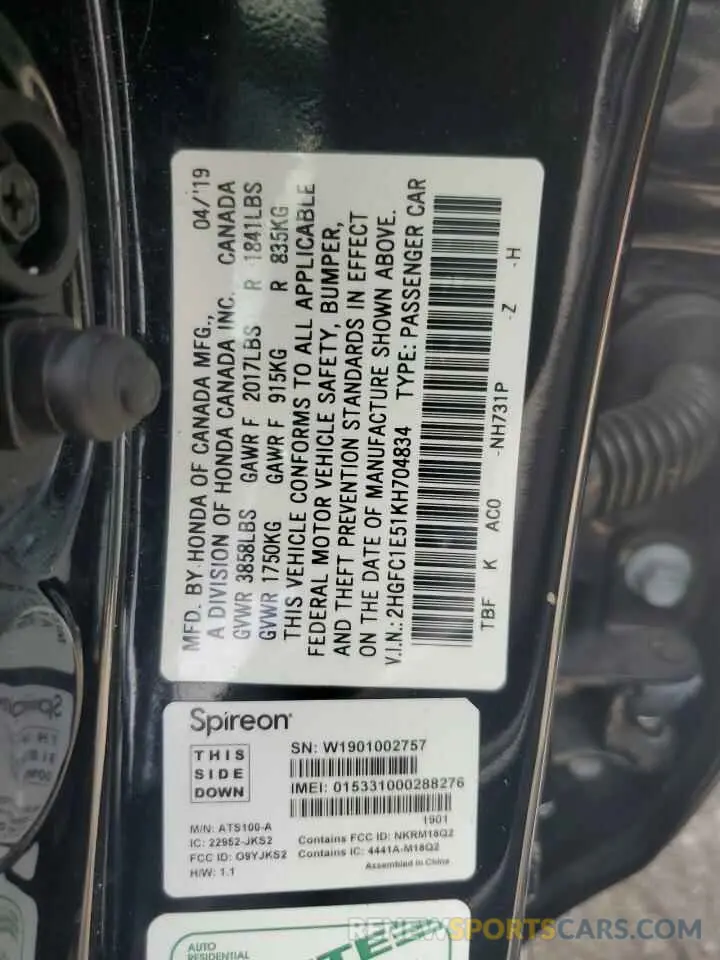 MFD. BY HONDA OF CANADA MFG., 04/'19
A DIVISION OF HONDA CANADA INC. CANADA
GVWR 3858LBS GAWR F 2017LBS R 1841LBS
GVWR 1750KG GAWR F 915KG R 835KG
THIS VEHICLE CONFORMS TO ALL APPLICABLE
FEDERAL MOTOR VEHICLE SAFETY, BUMPER,
AND THEFT PREVENTION STANDARDS IN EFFECT
ON THE DATE OF MANUFACTURE SHOWN ABOVE.
V.I.N.: 2HGFC1E51KH704834 TYPE: PASSENGER CAR
TBF K AC0 -NH731P -Z -H
Spireon
THIS
SIDE
DOWN
SN: W1901002757
IMEI: 015331000288276
1901
M/N: ATS100-A
IC: 22952-JKS2
FCC ID: O9YJKS2
H/W: 1.1
Contains FCC ID: NKRM18Q2
Contains IC: 4441A-M18Q2
Assembled in China
AUTO
RESIDENTIAL
RENEWSPORTSCARS.COM